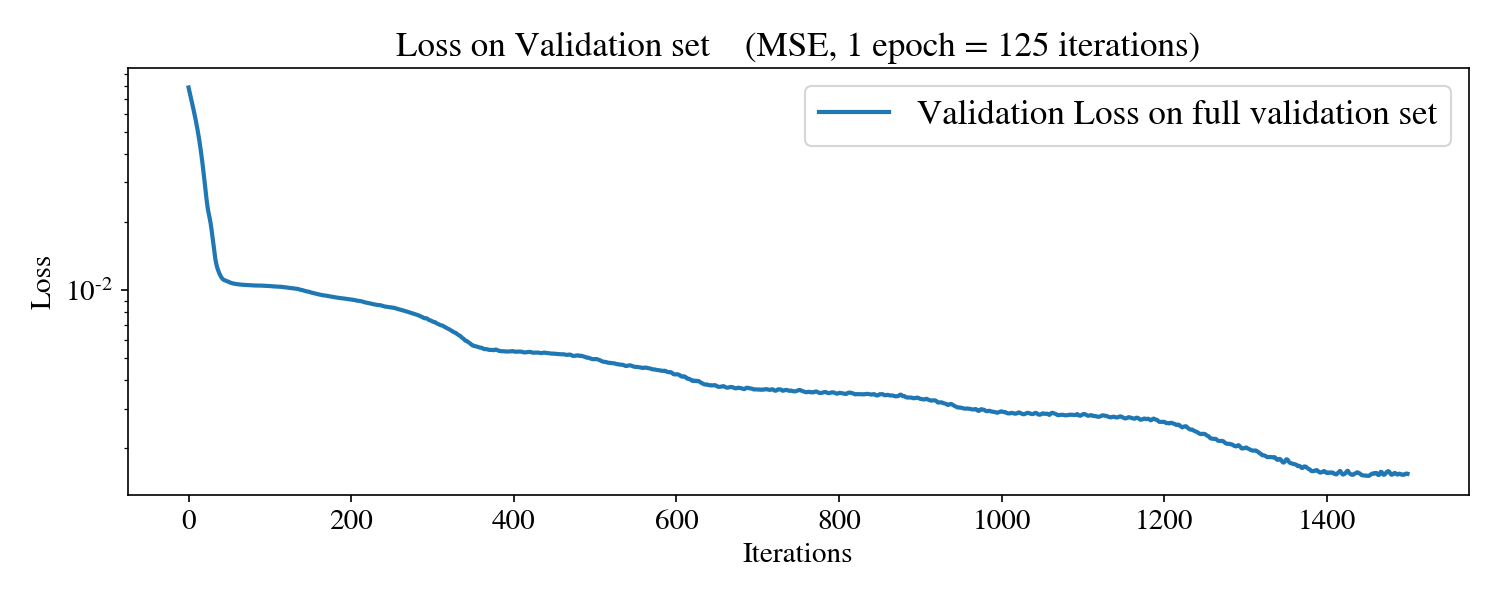 Loss on Validation set (MSE, 1 epoch = 125 iterations)
Validation Loss on full validation set
Loss
10⁻²
0 200 400 600 800 1000 1200 1400
Iterations